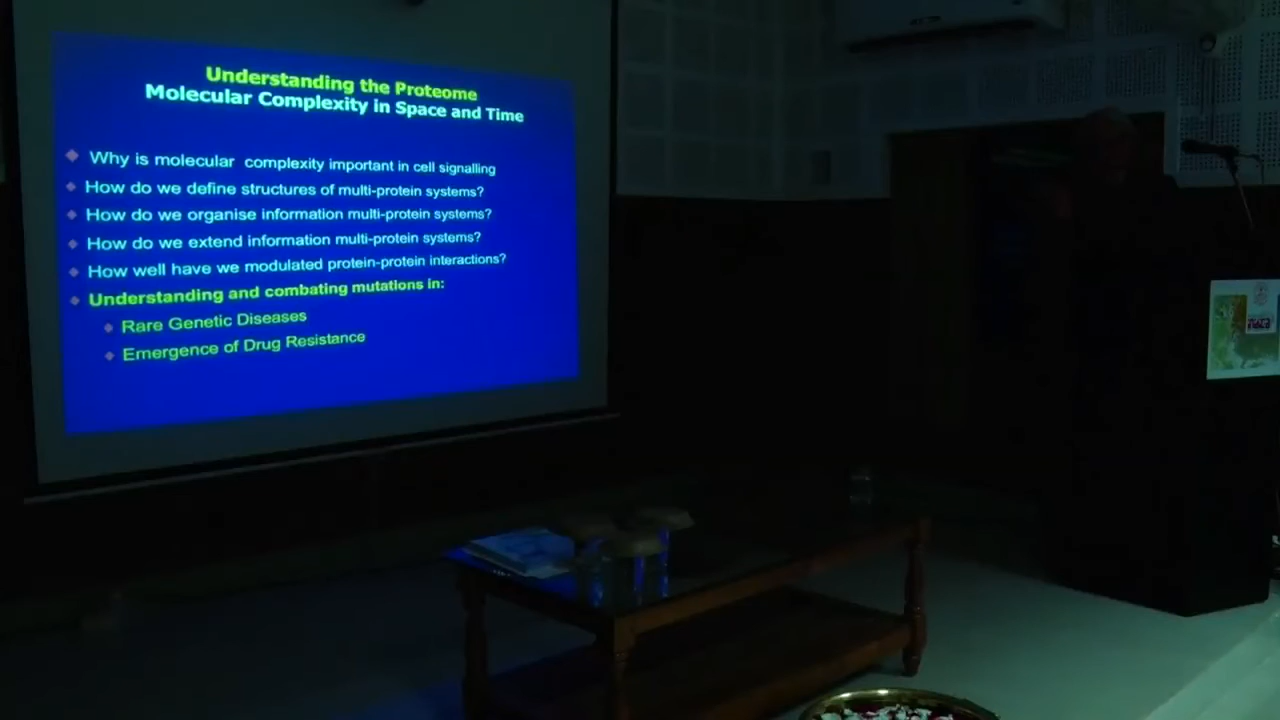 Understanding the Proteome
Molecular Complexity in Space and Time
Why is molecular complexity important in cell signalling
How do we define structures of multi-protein systems?
How do we organise information multi-protein systems?
How do we extend information multi-protein systems?
How well have we modulated protein-protein interactions?
Understanding and combating mutations in:
Rare Genetic Diseases
Emergence of Drug Resistance